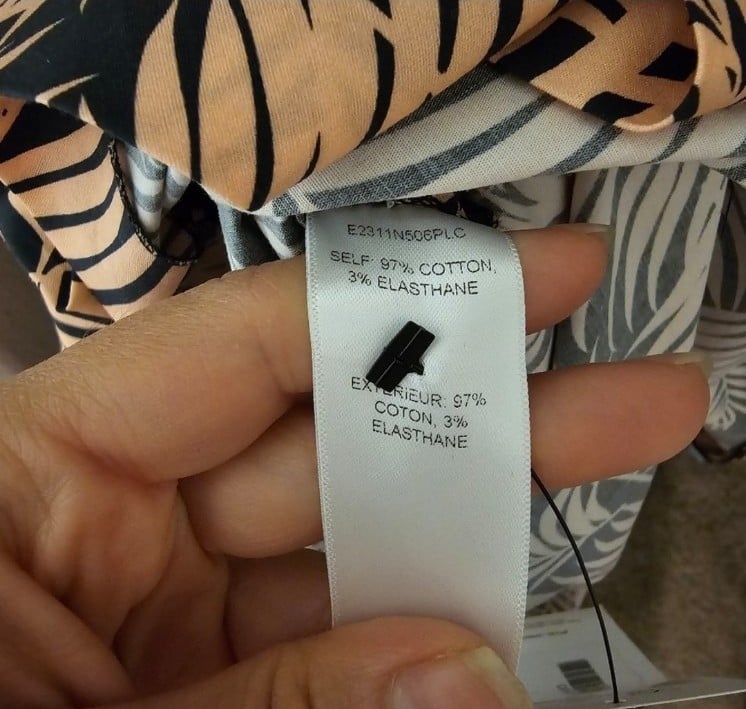 E2311N506PLC
SELF: 97% COTTON,
3% ELASTHANE
EXTERIEUR: 97%
COTON, 3%
ELASTHANE